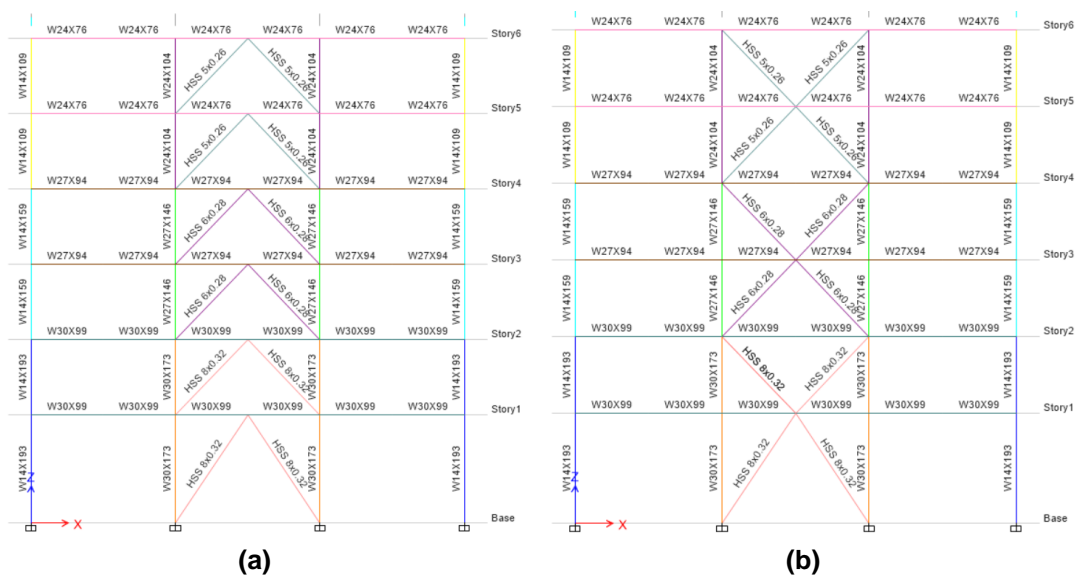 W24X76 W24X76 W24X76 W24X76 W24X76 W24X76 Story6
W14X109 W24X104 HSS 5x0.26 HSS 5x0.26 W24X104 W14X109
W24X76 W24X76 W24X76 W24X76 W24X76 W24X76 Story5
W14X109 W24X104 HSS 5x0.26 HSS 5x0.26 W24X104 W14X109
W27X94 W27X94 W27X94 W27X94 W27X94 W27X94 Story4
W14X159 W27X146 HSS 6x0.28 HSS 6x0.28 W27X146 W14X159
W27X94 W27X94 W27X94 W27X94 W27X94 W27X94 Story3
W14X159 W27X146 HSS 6x0.28 HSS 6x0.28 W27X146 W14X159
W30X99 W30X99 W30X99 W30X99 W30X99 W30X99 Story2
W14X193 W30X173 HSS 8x0.32 HSS 8x0.32 W30X173 W14X193
W30X99 W30X99 W30X99 W30X99 W30X99 W30X99 Story1
W14X193 W30X173 HSS 8x0.32 HSS 8x0.32 W30X173 W14X193
Z
X
Base
(a)
W24X76 W24X76 W24X76 W24X76 W24X76 W24X76 Story6
W14X109 W24X104 HSS 5x0.26 HSS 5x0.26 W24X104 W14X109
W24X76 W24X76 W24X76 W24X76 W24X76 W24X76 Story5
W14X109 W24X104 HSS 5x0.26 HSS 5x0.26 W24X104 W14X109
W27X94 W27X94 W27X94 W27X94 W27X94 W27X94 Story4
W14X159 W27X146 HSS 6x0.28 HSS 6x0.28 W27X146 W14X159
W27X94 W27X94 W27X94 W27X94 W27X94 W27X94 Story3
W14X159 W27X146 HSS 6x0.28 HSS 6x0.28 W27X146 W14X159
W30X99 W30X99 W30X99 W30X99 W30X99 W30X99 Story2
W14X193 W30X173 HSS 8x0.32 HSS 8x0.32 W30X173 W14X193
W30X99 W30X99 W30X99 W30X99 W30X99 W30X99 Story1
W14X193 W30X173 HSS 8x0.32 HSS 8x0.32 W30X173 W14X193
Z
X
Base
(b)